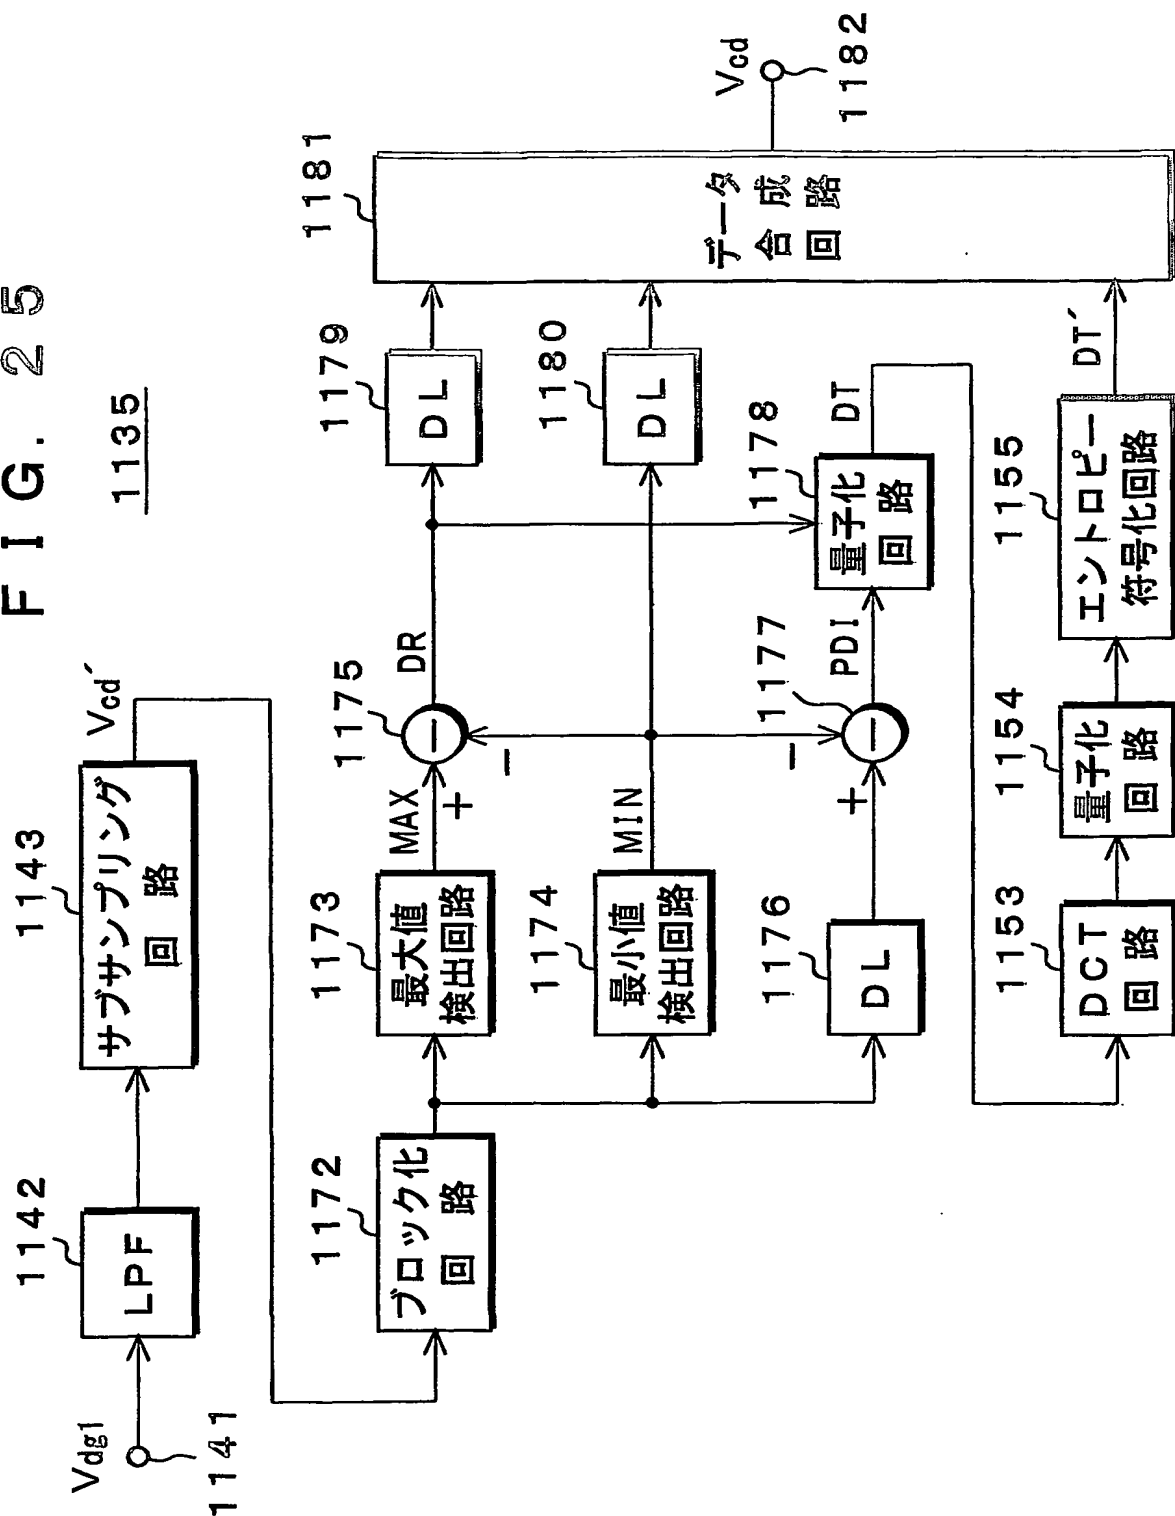 FIG. 25
1135
Vdg1
1141
1142
LPF
1143
サブサンプリング
回路
Vcd′
1172
ブロック化
回路
1173
最大値
検出回路
MAX
+
-
1175
DR
1179
DL
1174
最小値
検出回路
MIN
1180
DL
1176
DL
+
-
1177
PDI
1178
量子化
回路
DT
1153
DCT
回路
1154
量子化
回路
1155
エントロピー
符号化回路
DT′
1181
データ
合成
回路
Vcd
1182